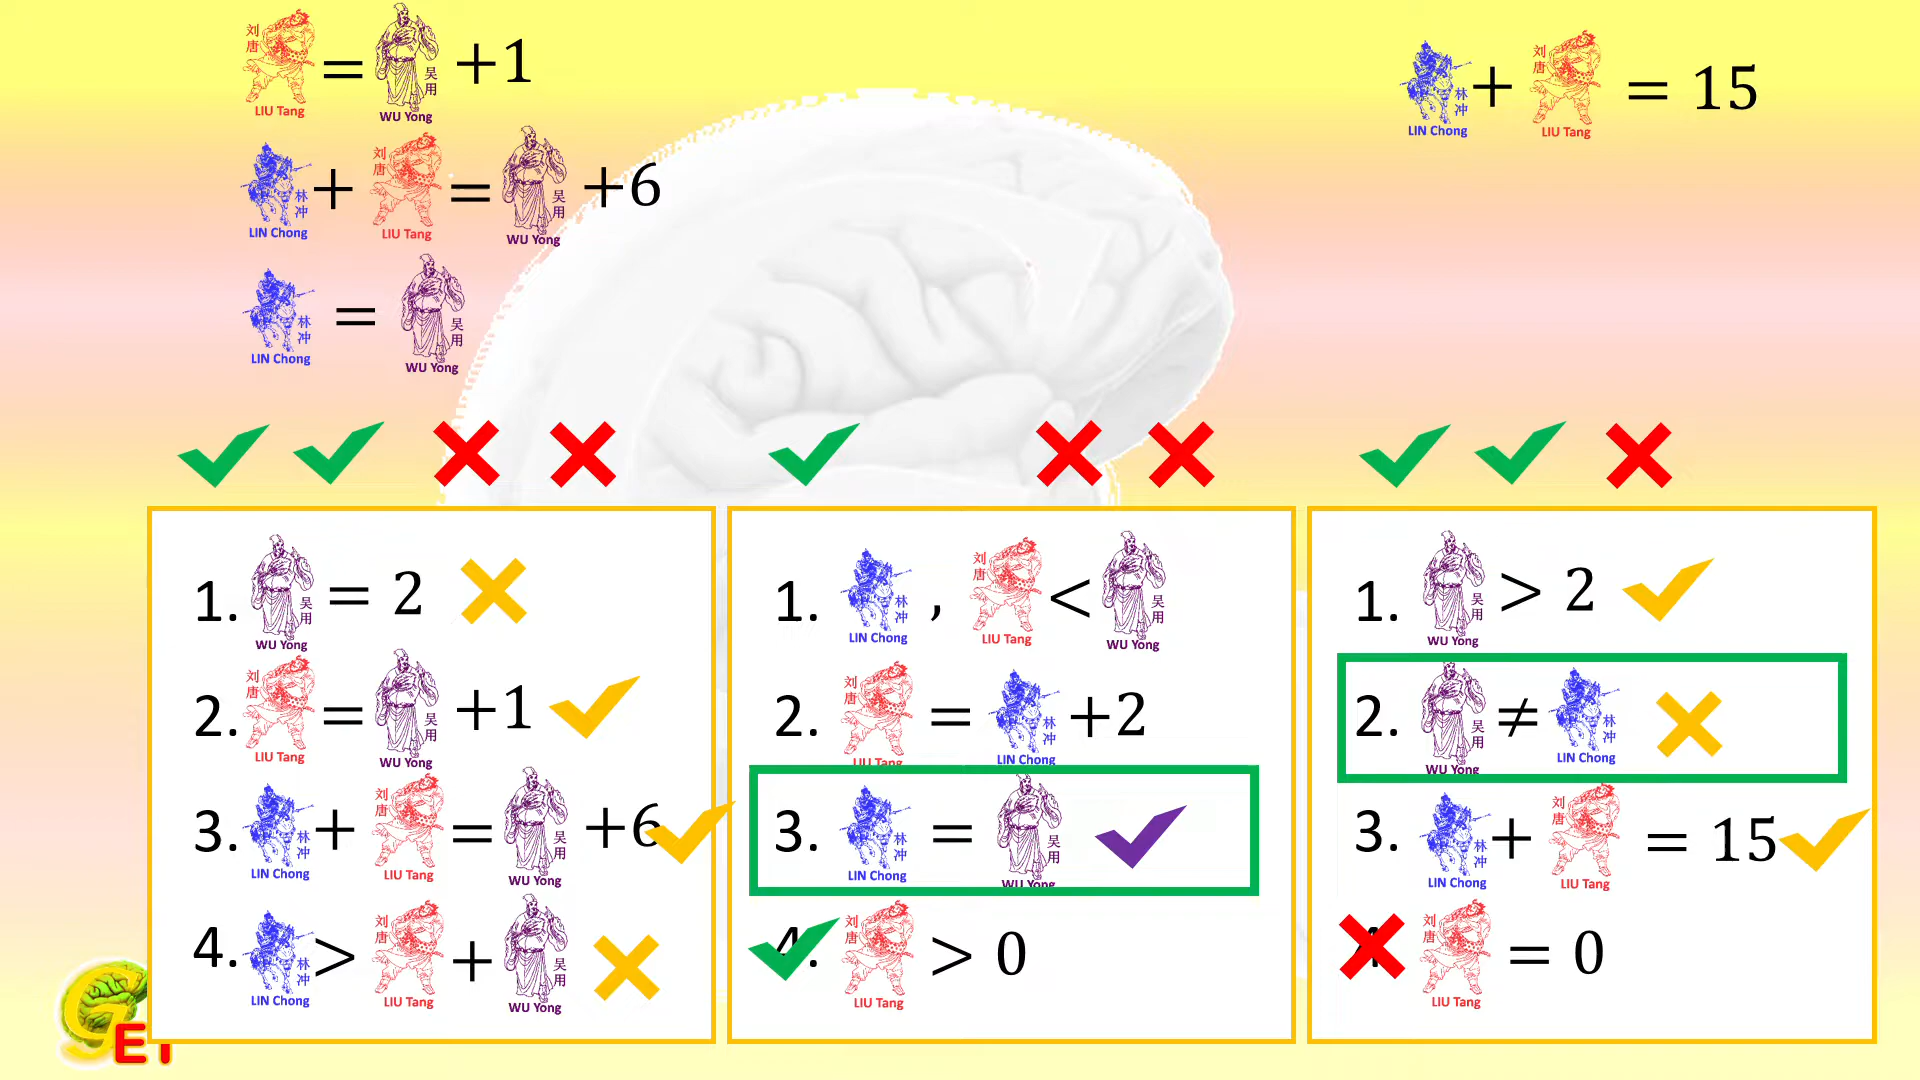 刘唐 LIU Tang = 吴用 WU Yong +1
林冲 LIN Chong + 刘唐 LIU Tang = 15
林冲 LIN Chong + 刘唐 LIU Tang = 吴用 WU Yong +6
林冲 LIN Chong = 吴用 WU Yong
1. 吴用 WU Yong = 2
2. 刘唐 LIU Tang = 吴用 WU Yong +1
3. 林冲 LIN Chong + 刘唐 LIU Tang = 吴用 WU Yong +6
4. 林冲 LIN Chong > 刘唐 LIU Tang + 吴用 WU Yong
1. 林冲 LIN Chong , 刘唐 LIU Tang < 吴用 WU Yong
2. 刘唐 LIU Tang = 林冲 LIN Chong +2
3. 林冲 LIN Chong = 吴用 WU Yong
4. 刘唐 LIU Tang > 0
1. 吴用 WU Yong > 2
2. 吴用 WU Yong ≠ 林冲 LIN Chong
3. 林冲 LIN Chong + 刘唐 LIU Tang = 15
刘唐 LIU Tang = 0